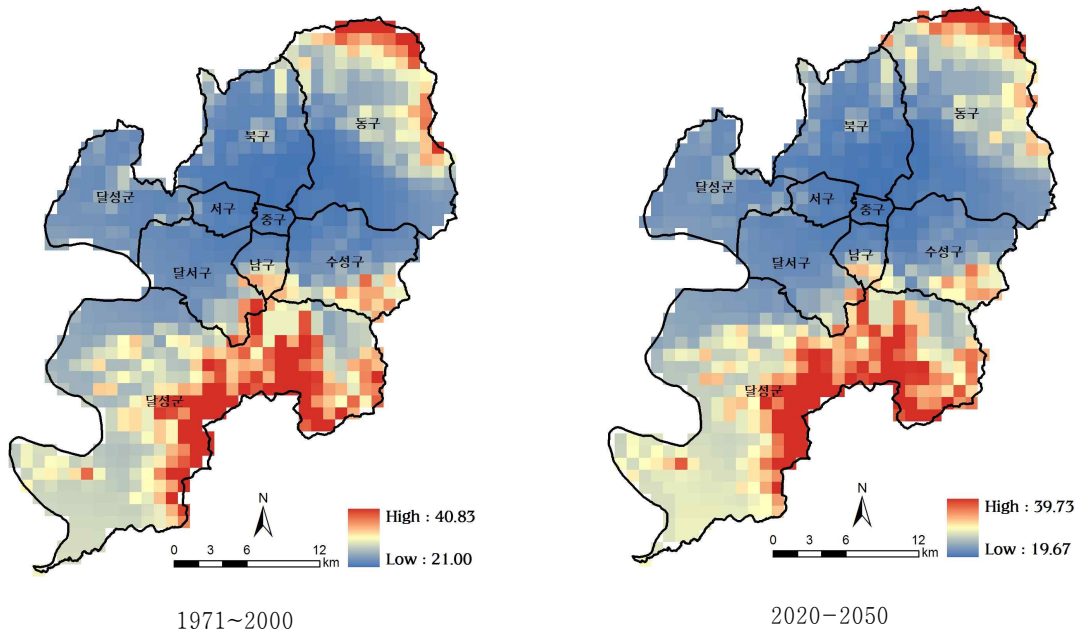 북구
동구
달성군
서구
중구
달서구
남구
수성구
달성군
N
High : 40.83
Low : 21.00
0 3 6 12
km
1971~2000
북구
동구
달성군
서구
중구
달서구
남구
수성구
달성군
N
High : 39.73
Low : 19.67
0 3 6 12
km
2020-2050